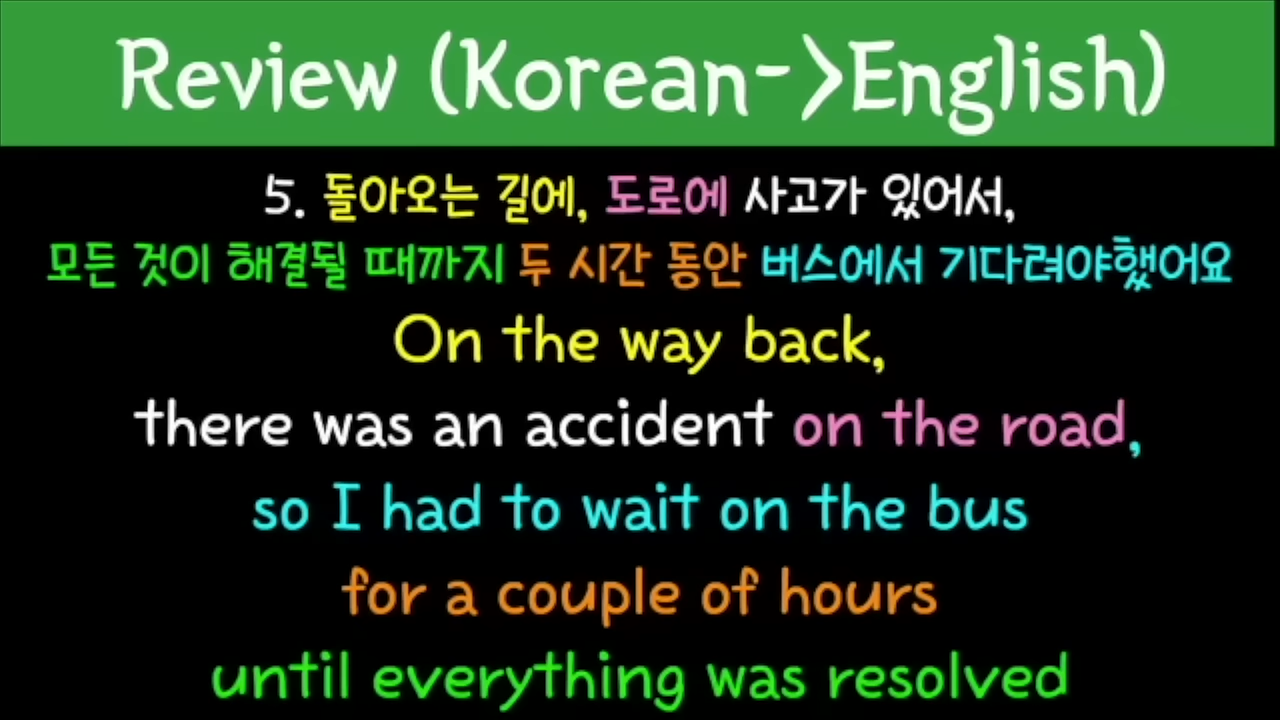 Review (Korean->English)
5. 돌아오는 길에, 도로에 사고가 있어서,
모든 것이 해결될 때까지 두 시간 동안 버스에서 기다려야했어요
On the way back,
there was an accident on the road,
so I had to wait on the bus
for a couple of hours
until everything was resolved